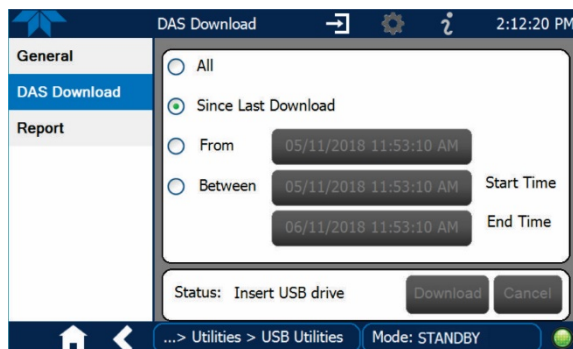 DAS Download 2:12:20 PM
General
DAS Download
Report
All
Since Last Download
From 05/11/2018 11:53:10 AM
Between 05/11/2018 11:53:10 AM Start Time
06/11/2018 11:53:10 AM End Time
Status: Insert USB drive Download Cancel
...> Utilities > USB Utilities Mode: STANDBY